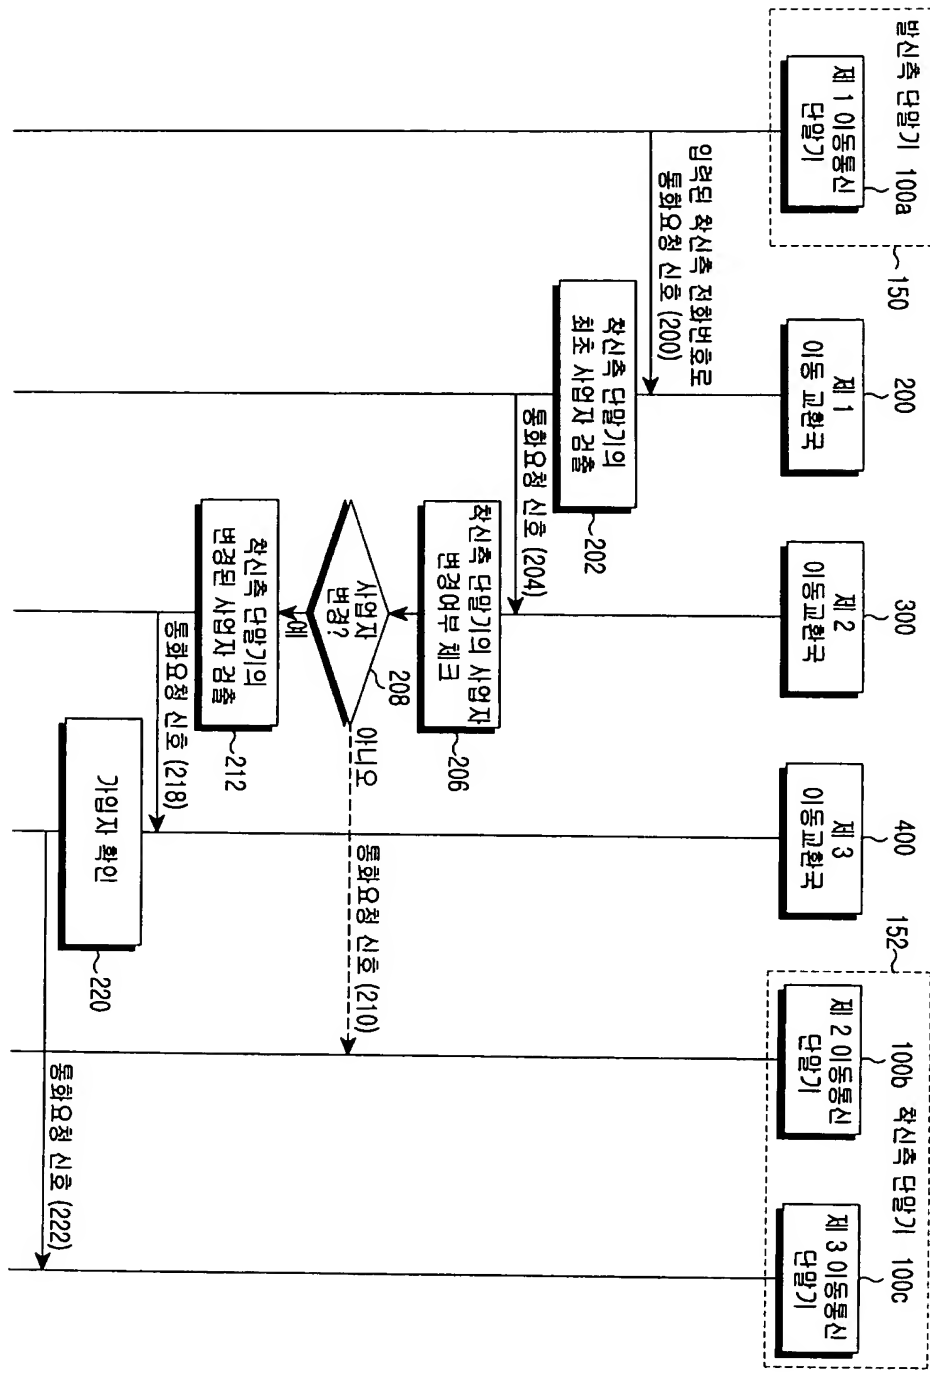 발신측 단말기
100a
제 1 이동통신
단말기
150
200
제 1
이동 교환국
300
제 2
이동교환국
400
제 3
이동교환국
152
100b
착신측 단말기
100c
제 2 이동통신
단말기
제 3 이동통신
단말기
입력된 착신측 전화번호로
통화요청 신호 (200)
착신측 단말기의
최초 사업자 검출
202
통화요청 신호 (204)
착신측 단말기의 사업자
변경여부 체크
206
사업자
변경?
208
아니요
통화요청 신호 (210)
예
착신측 단말기의
변경된 사업자 검출
212
통화요청 신호 (218)
가입자 확인
220
통화요청 신호 (222)